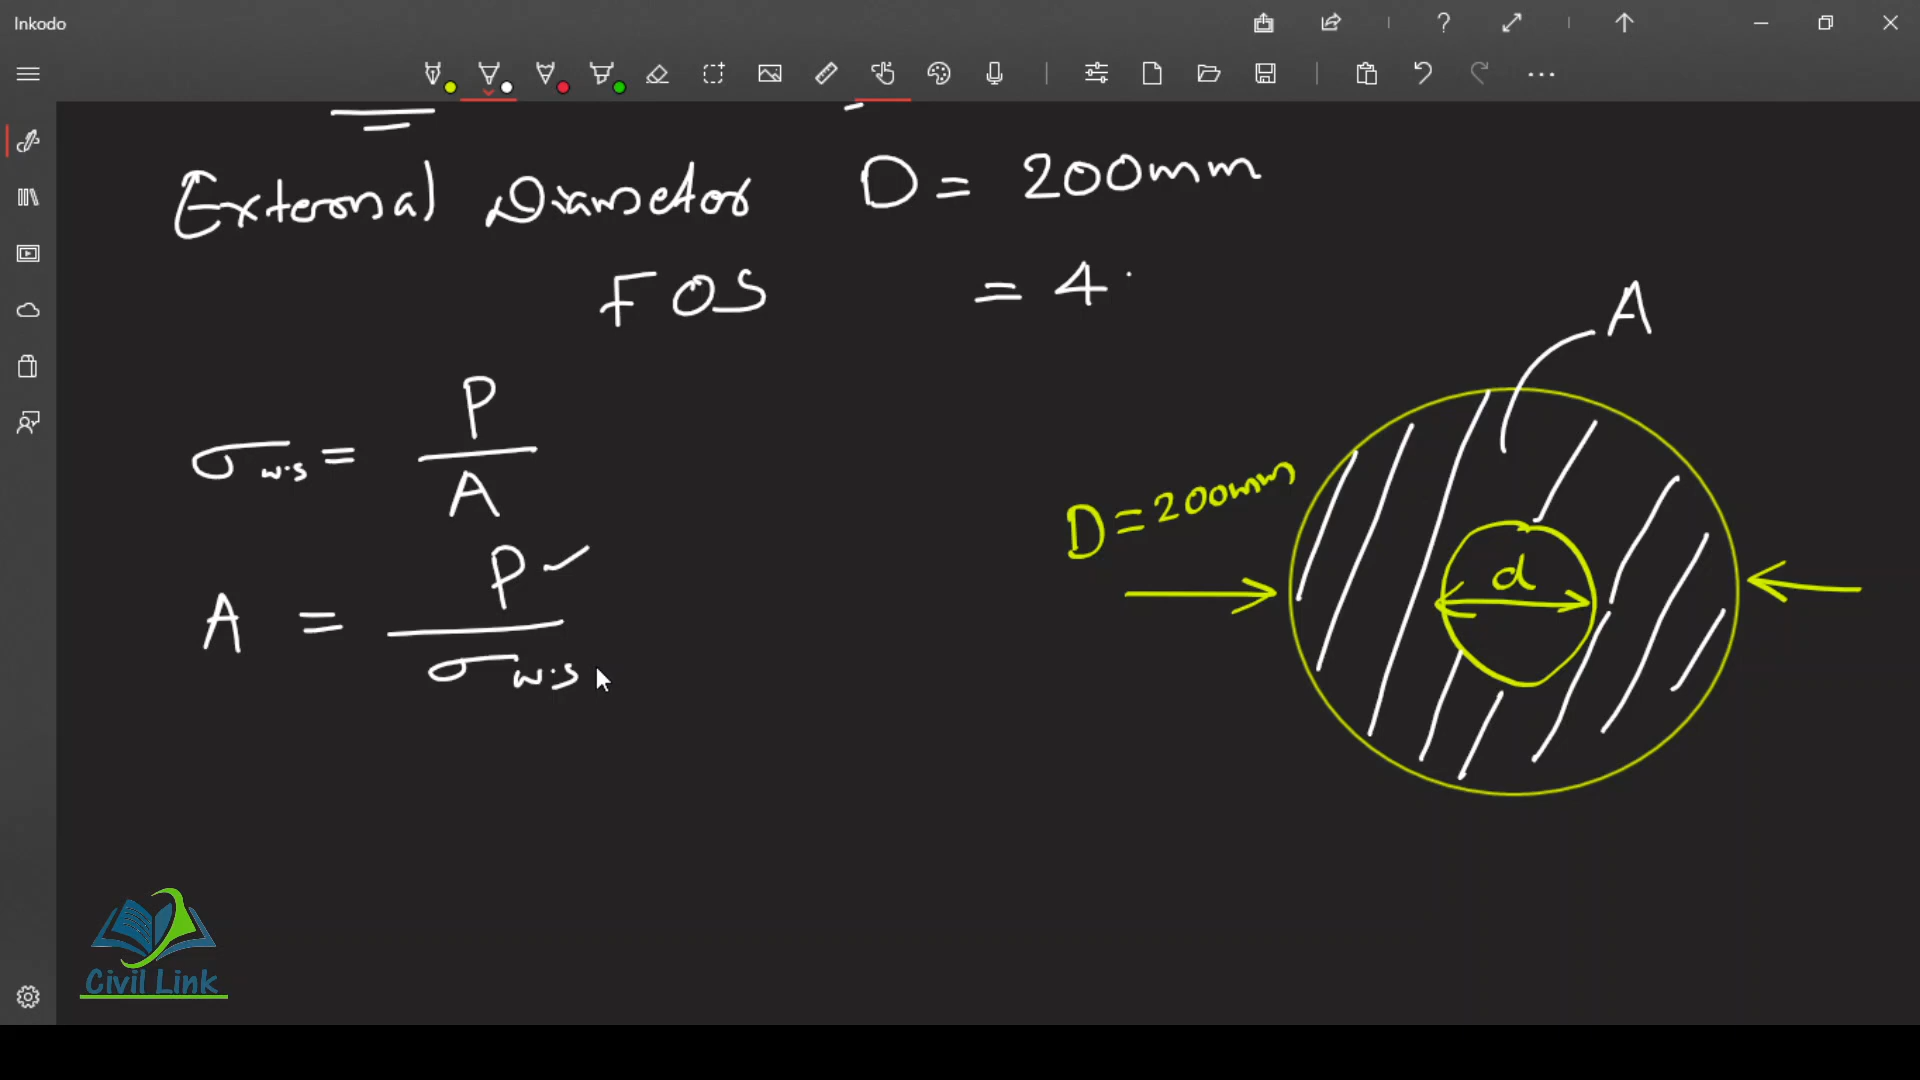 Inkodo
External Diameter D = 200mm
FOS = 4
σw.s = P / A
A = P / σw.s
A
D = 200mm
d
Civil Link